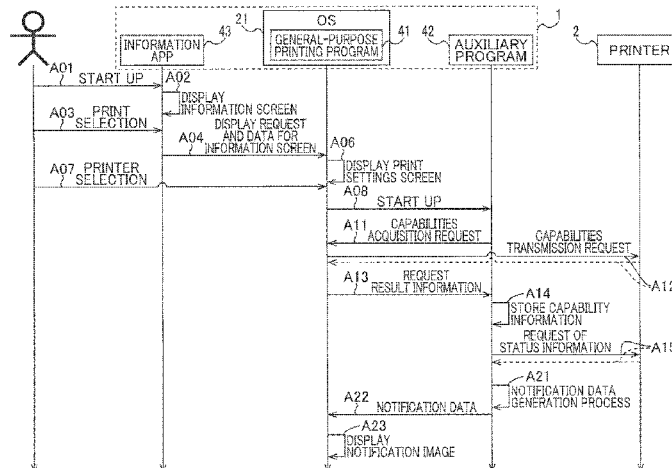 21
OS
1
INFORMATION
APP
43
GENERAL-PURPOSE
PRINTING PROGRAM
41
42
AUXILIARY
PROGRAM
2
PRINTER
A01
START UP
A02
DISPLAY
INFORMATION SCREEN
A03
PRINT
SELECTION
A04
DISPLAY REQUEST
AND DATA FOR
INFORMATION SCREEN
A06
DISPLAY PRINT
SETTINGS SCREEN
A07
PRINTER
SELECTION
A08
START UP
A11
CAPABILITIES
ACQUISITION REQUEST
CAPABILITIES
TRANSMISSION REQUEST
A12
A13
REQUEST
RESULT INFORMATION
A14
STORE CAPABILITY
INFORMATION
REQUEST OF
STATUS INFORMATION
A15
A21
NOTIFICATION DATA
GENERATION PROCESS
A22
NOTIFICATION DATA
A23
DISPLAY
NOTIFICATION IMAGE